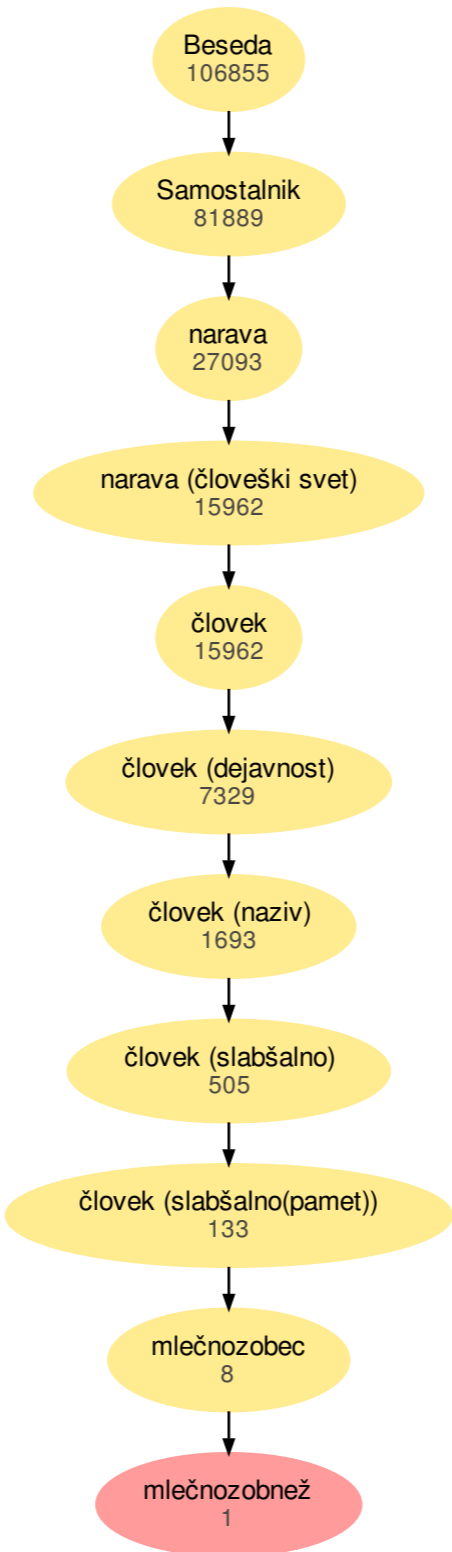 Beseda
106855
Samostalnik
81889
narava
27093
narava (človeški svet)
15962
človek
15962
človek (dejavnost)
7329
človek (naziv)
1693
človek (slabšalno)
505
človek (slabšalno(pamet))
133
mlečnozobec
8
mlečnozobnež
1